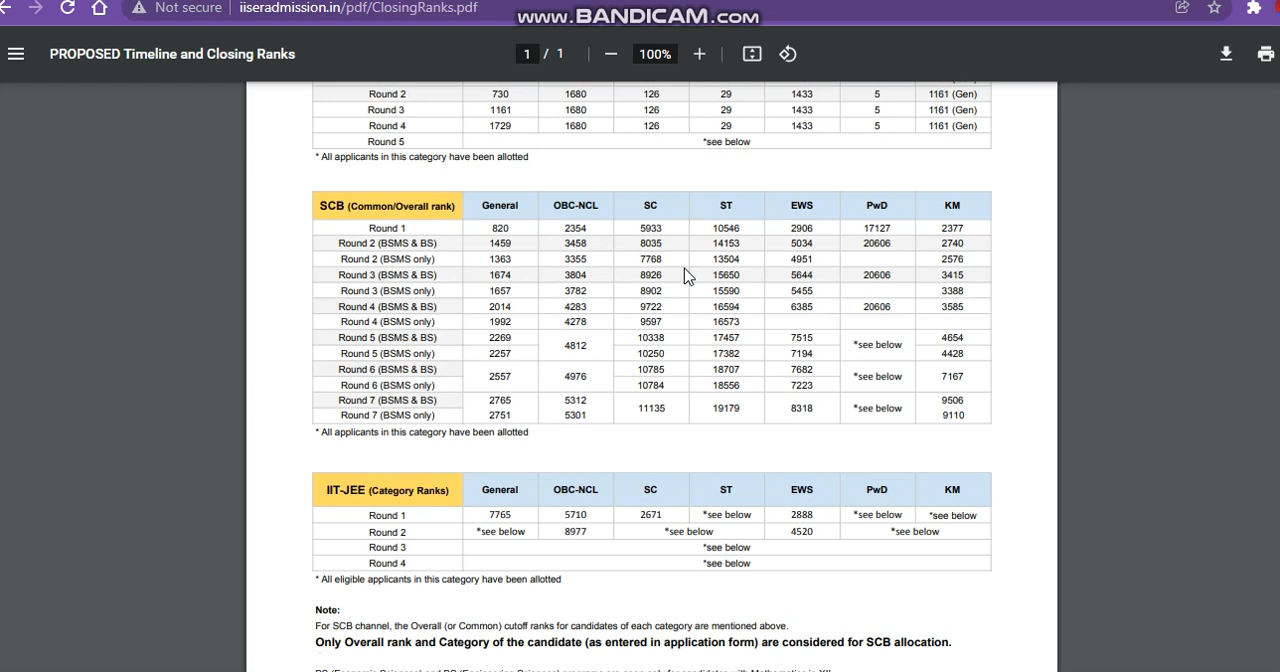 Not secure iiseradmission.in/pdf/ClosingRanks.pdf
www.BANDICAM.com
PROPOSED Timeline and Closing Ranks 1 / 1 100%
Round 2 730 1680 126 29 1433 5 1161 (Gen)
Round 3 1161 1680 126 29 1433 5 1161 (Gen)
Round 4 1729 1680 126 29 1433 5 1161 (Gen)
Round 5 *see below
* All applicants in this category have been allotted
SCB (Common/Overall rank) General OBC-NCL SC ST EWS PwD KM
Round 1 820 2354 5933 10546 2906 17127 2377
Round 2 (BSMS & BS) 1459 3458 8035 14153 5034 20606 2740
Round 2 (BSMS only) 1363 3355 7768 13504 4951 2576
Round 3 (BSMS & BS) 1674 3804 8926 15650 5644 20606 3415
Round 3 (BSMS only) 1657 3782 8902 15590 5455 3388
Round 4 (BSMS & BS) 2014 4283 9722 16594 6385 20606 3585
Round 4 (BSMS only) 1992 4278 9597 16573
Round 5 (BSMS & BS) 2269 4812 10338 17457 7515 *see below 4654
Round 5 (BSMS only) 2257 10250 17382 7194 4428
Round 6 (BSMS & BS) 2557 4976 10785 18707 7682 *see below 7167
Round 6 (BSMS only) 10784 18556 7223
Round 7 (BSMS & BS) 2765 5312 11135 19179 8318 *see below 9506
Round 7 (BSMS only) 2751 5301 9110
* All applicants in this category have been allotted
IIT-JEE (Category Ranks) General OBC-NCL SC ST EWS PwD KM
Round 1 7765 5710 2671 *see below 2888 *see below *see below
Round 2 *see below 8977 *see below 4520 *see below
Round 3 *see below
Round 4 *see below
* All eligible applicants in this category have been allotted
Note:
For SCB channel, the Overall (or Common) cutoff ranks for candidates of each category are mentioned above.
Only Overall rank and Category of the candidate (as entered in application form) are considered for SCB allocation.